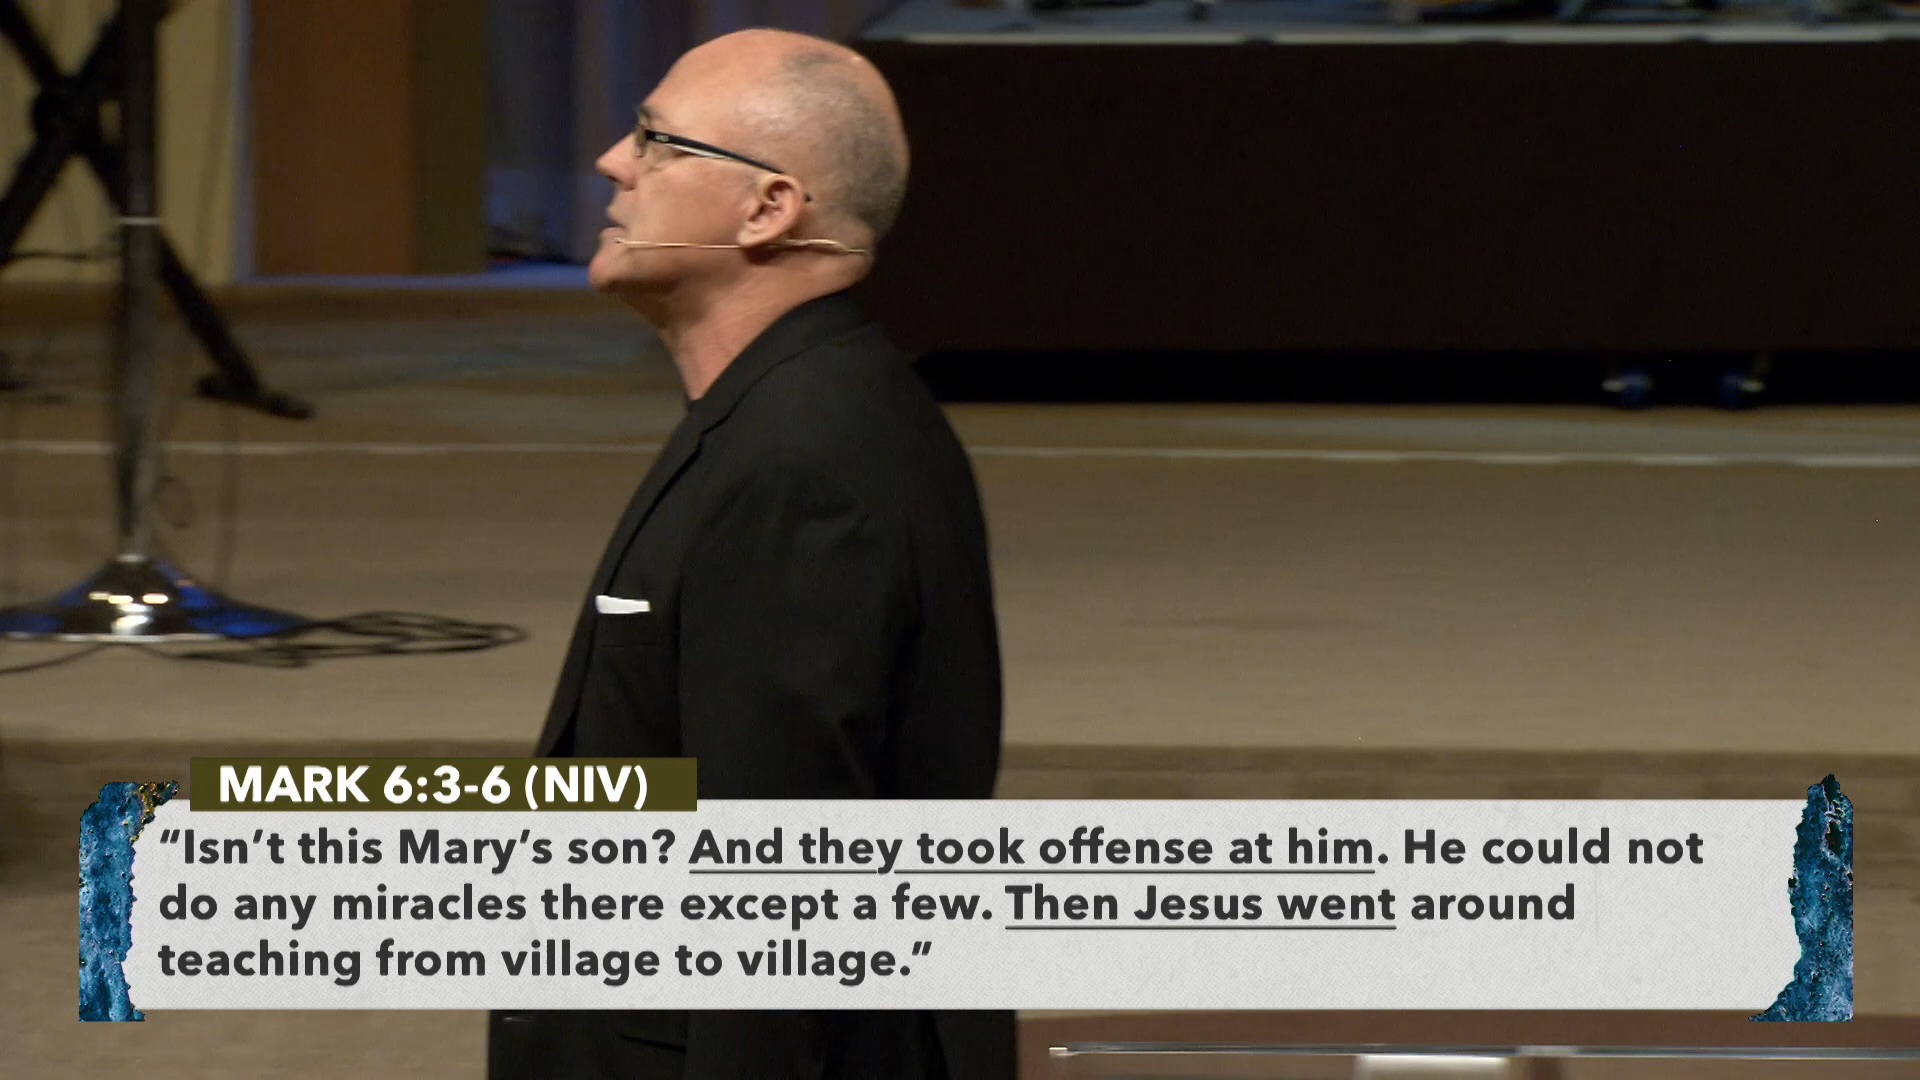 MARK 6:3-6 (NIV)
“Isn’t this Mary’s son? And they took offense at him. He could not
do any miracles there except a few. Then Jesus went around
teaching from village to village.”